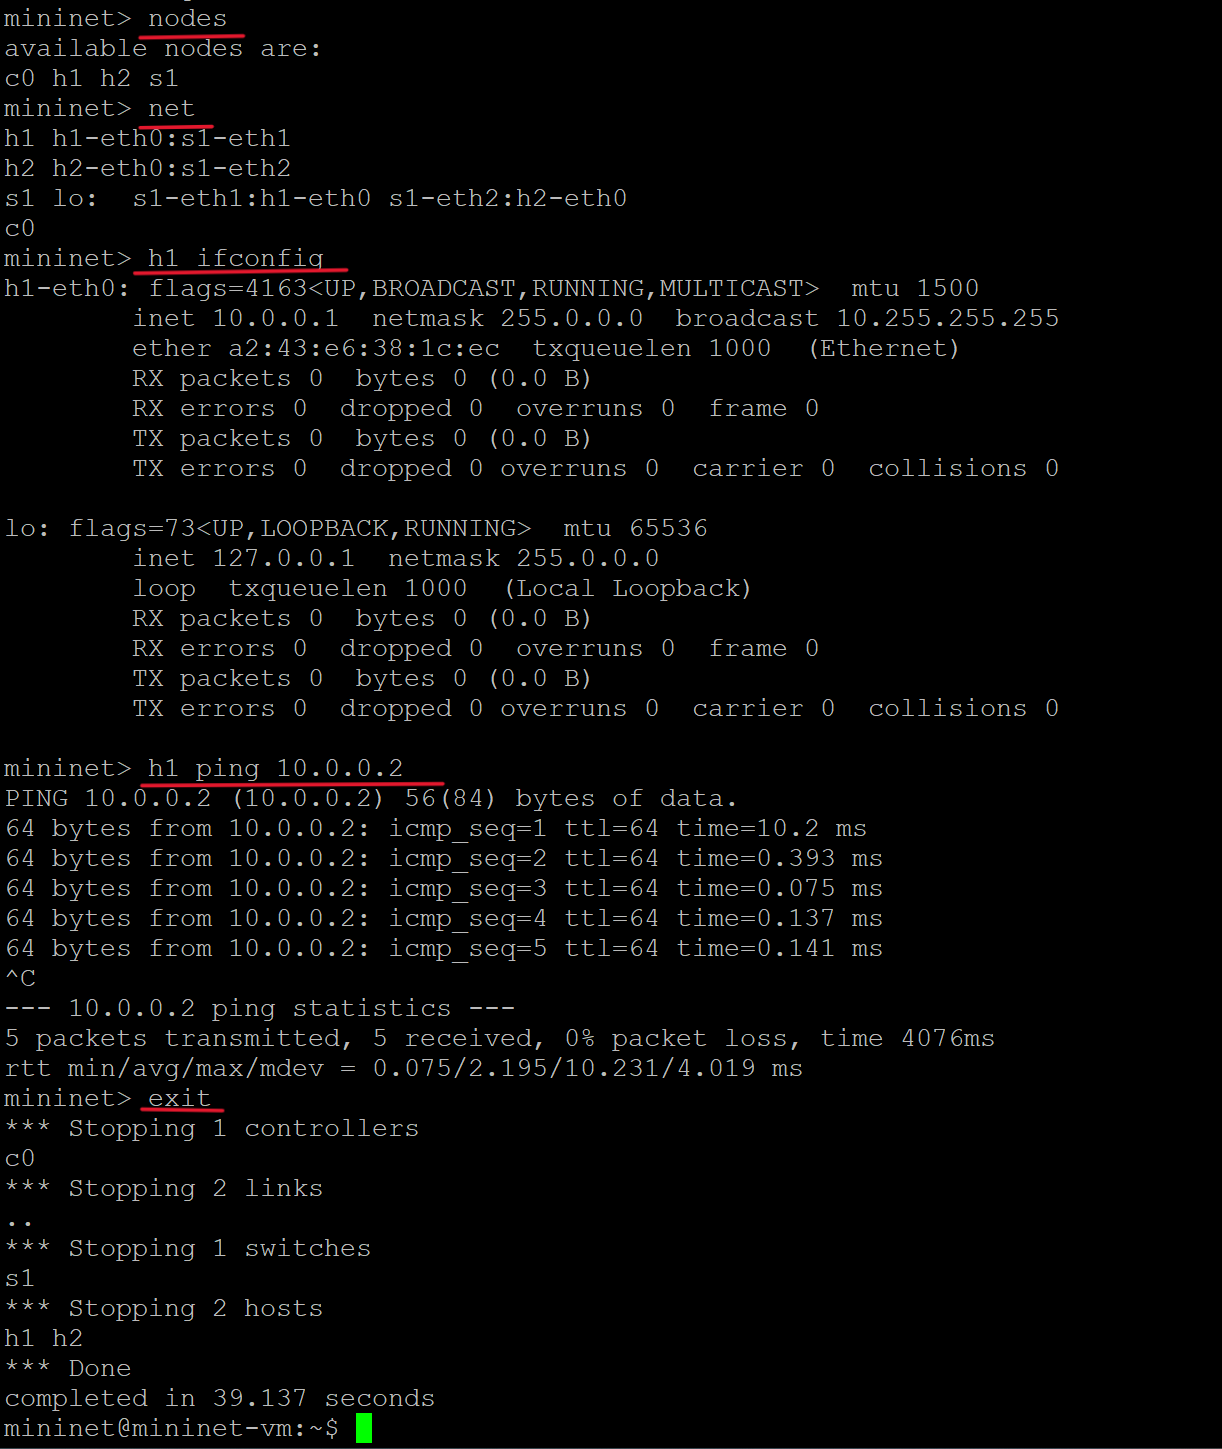 mininet> nodes
available nodes are:
c0 h1 h2 s1
mininet> net
h1 h1-eth0:s1-eth1
h2 h2-eth0:s1-eth2
s1 lo:  s1-eth1:h1-eth0 s1-eth2:h2-eth0
c0
mininet> h1 ifconfig
h1-eth0: flags=4163<UP,BROADCAST,RUNNING,MULTICAST>  mtu 1500
        inet 10.0.0.1  netmask 255.0.0.0  broadcast 10.255.255.255
        ether a2:43:e6:38:1c:ec  txqueuelen 1000  (Ethernet)
        RX packets 0  bytes 0 (0.0 B)
        RX errors 0  dropped 0  overruns 0  frame 0
        TX packets 0  bytes 0 (0.0 B)
        TX errors 0  dropped 0 overruns 0  carrier 0  collisions 0

lo: flags=73<UP,LOOPBACK,RUNNING>  mtu 65536
        inet 127.0.0.1  netmask 255.0.0.0
        loop  txqueuelen 1000  (Local Loopback)
        RX packets 0  bytes 0 (0.0 B)
        RX errors 0  dropped 0  overruns 0  frame 0
        TX packets 0  bytes 0 (0.0 B)
        TX errors 0  dropped 0 overruns 0  carrier 0  collisions 0

mininet> h1 ping 10.0.0.2
PING 10.0.0.2 (10.0.0.2) 56(84) bytes of data.
64 bytes from 10.0.0.2: icmp_seq=1 ttl=64 time=10.2 ms
64 bytes from 10.0.0.2: icmp_seq=2 ttl=64 time=0.393 ms
64 bytes from 10.0.0.2: icmp_seq=3 ttl=64 time=0.075 ms
64 bytes from 10.0.0.2: icmp_seq=4 ttl=64 time=0.137 ms
64 bytes from 10.0.0.2: icmp_seq=5 ttl=64 time=0.141 ms
^C
--- 10.0.0.2 ping statistics ---
5 packets transmitted, 5 received, 0% packet loss, time 4076ms
rtt min/avg/max/mdev = 0.075/2.195/10.231/4.019 ms
mininet> exit
*** Stopping 1 controllers
c0
*** Stopping 2 links
..
*** Stopping 1 switches
s1
*** Stopping 2 hosts
h1 h2
*** Done
completed in 39.137 seconds
mininet@mininet-vm:~$